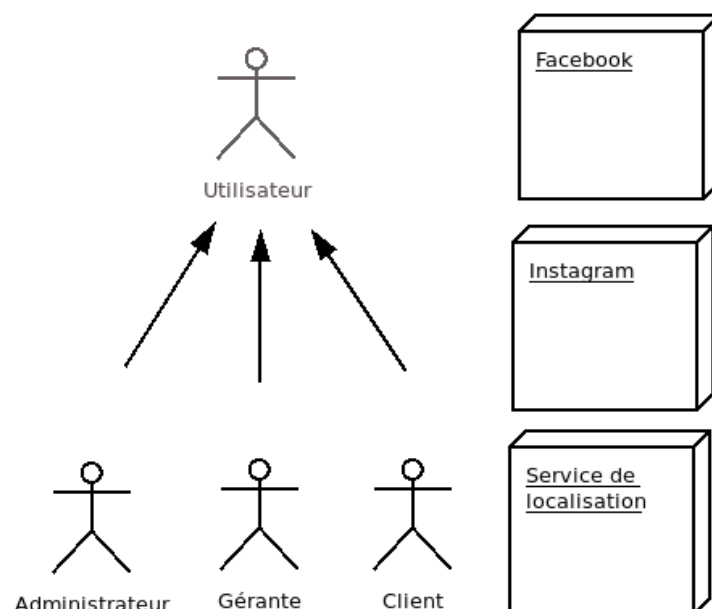 Facebook
Utilisateur
Instagram
Service de
localisation
Administrateur
Gérante
Client